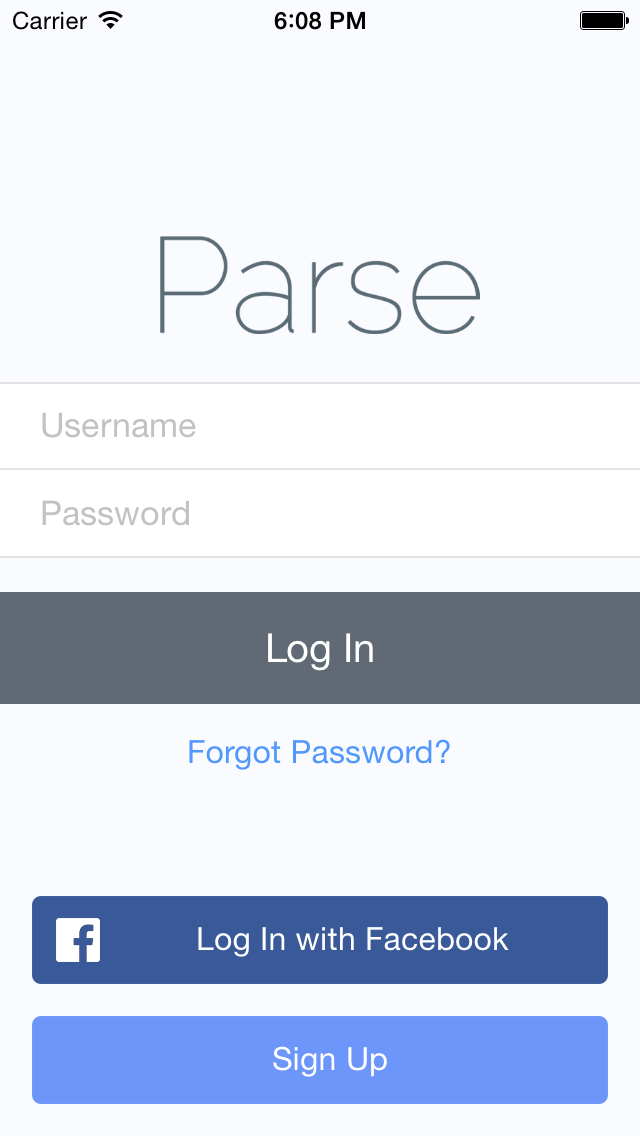 Carrier 6:08 PM
Parse
Username
Password
Log In
Forgot Password?
Log In with Facebook
Sign Up